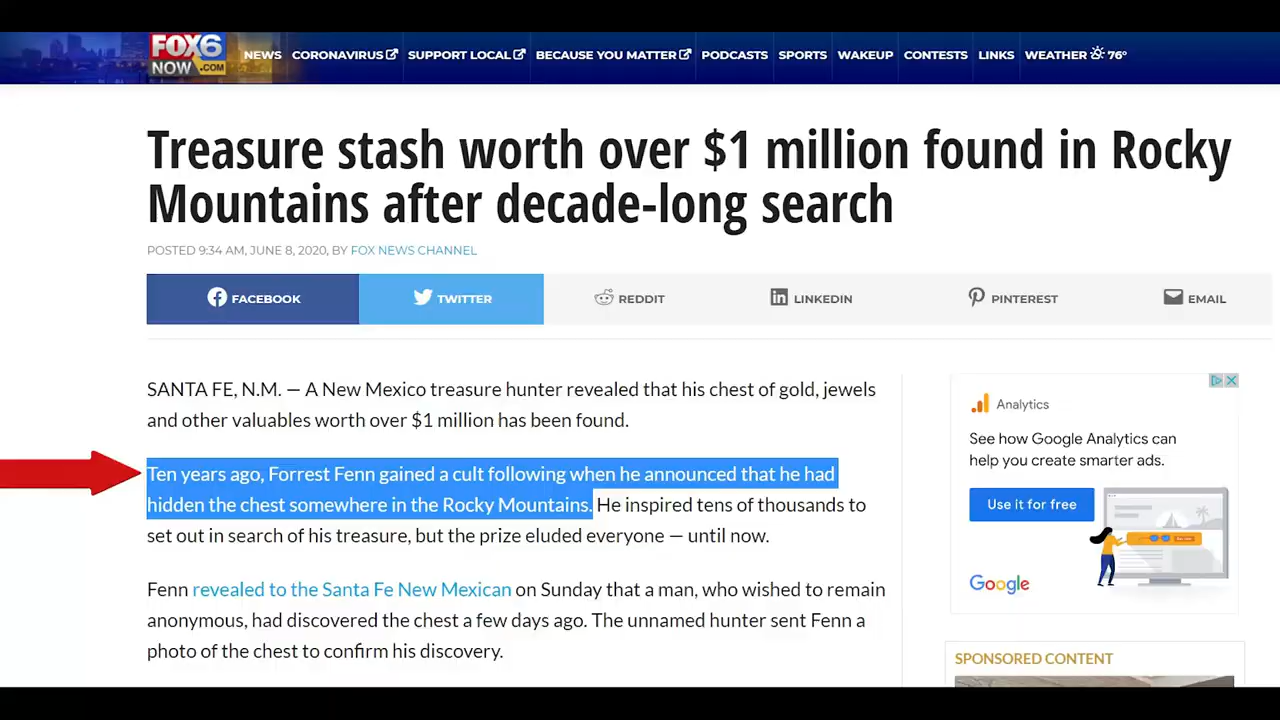 FOX6
NOW.COM
NEWS CORONAVIRUS SUPPORT LOCAL BECAUSE YOU MATTER PODCASTS SPORTS WAKEUP CONTESTS LINKS WEATHER 76°
Treasure stash worth over $1 million found in Rocky
Mountains after decade-long search
POSTED 9:34 AM, JUNE 8, 2020, BY FOX NEWS CHANNEL
FACEBOOK TWITTER REDDIT LINKEDIN PINTEREST EMAIL
SANTA FE, N.M. — A New Mexico treasure hunter revealed that his chest of gold, jewels
and other valuables worth over $1 million has been found.
Ten years ago, Forrest Fenn gained a cult following when he announced that he had
hidden the chest somewhere in the Rocky Mountains. He inspired tens of thousands to
set out in search of his treasure, but the prize eluded everyone — until now.
Fenn revealed to the Santa Fe New Mexican on Sunday that a man, who wished to remain
anonymous, had discovered the chest a few days ago. The unnamed hunter sent Fenn a
photo of the chest to confirm his discovery.
Analytics
See how Google Analytics can
help you create smarter ads.
Use it for free
Google
SPONSORED CONTENT